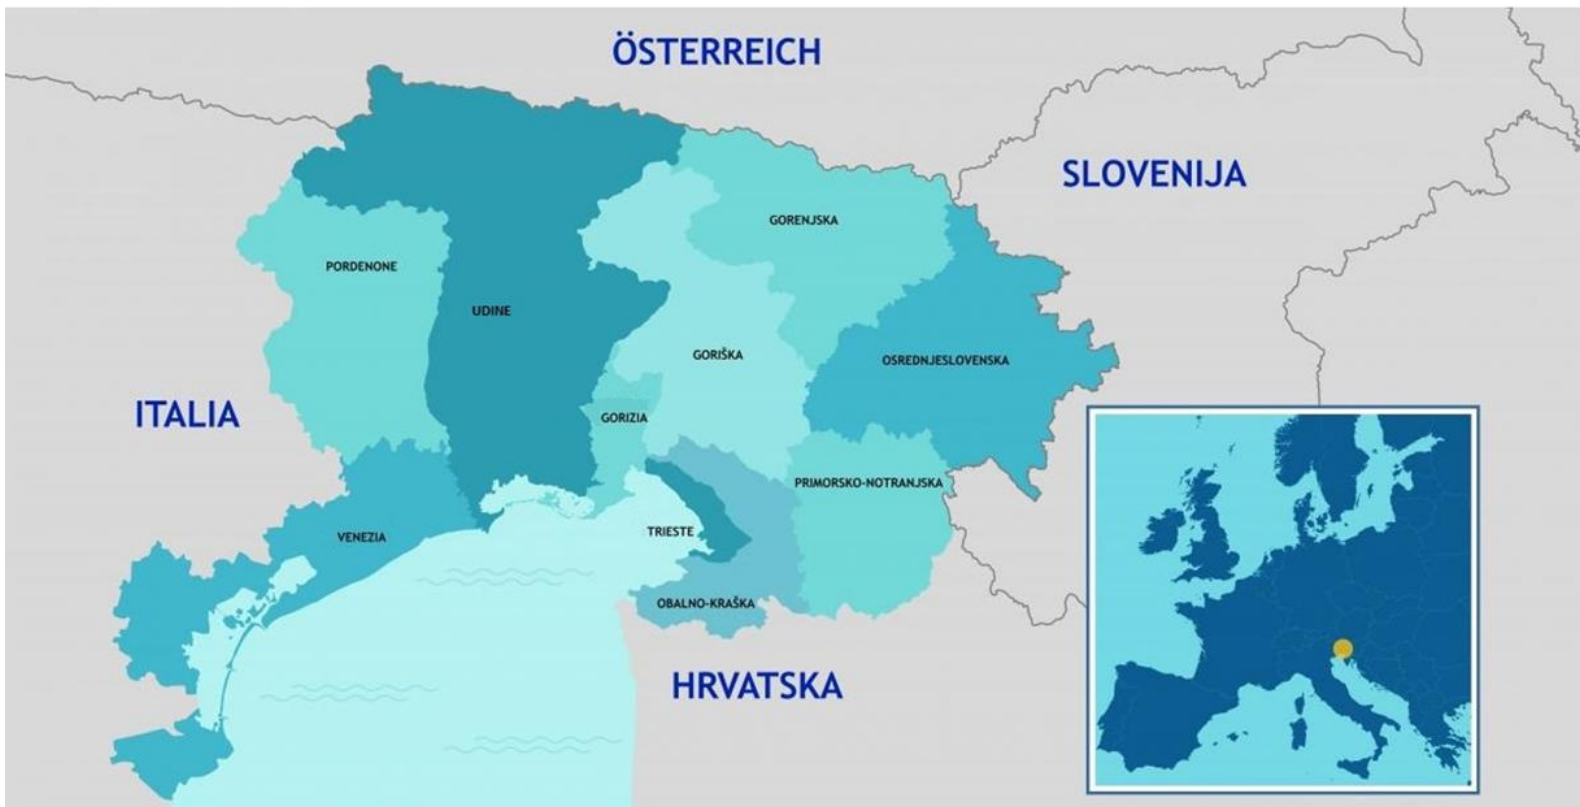 ÖSTERREICH
SLOVENIJA
GORENJSKA
PORDENONE
UDINE
GORIŠKA
OSREDNJESLOVENSKA
ITALIA
GORIZIA
PRIMORSKO-NOTRANJSKA
TRIESTE
VENEZIA
OBALNO-KRAŠKA
HRVATSKA